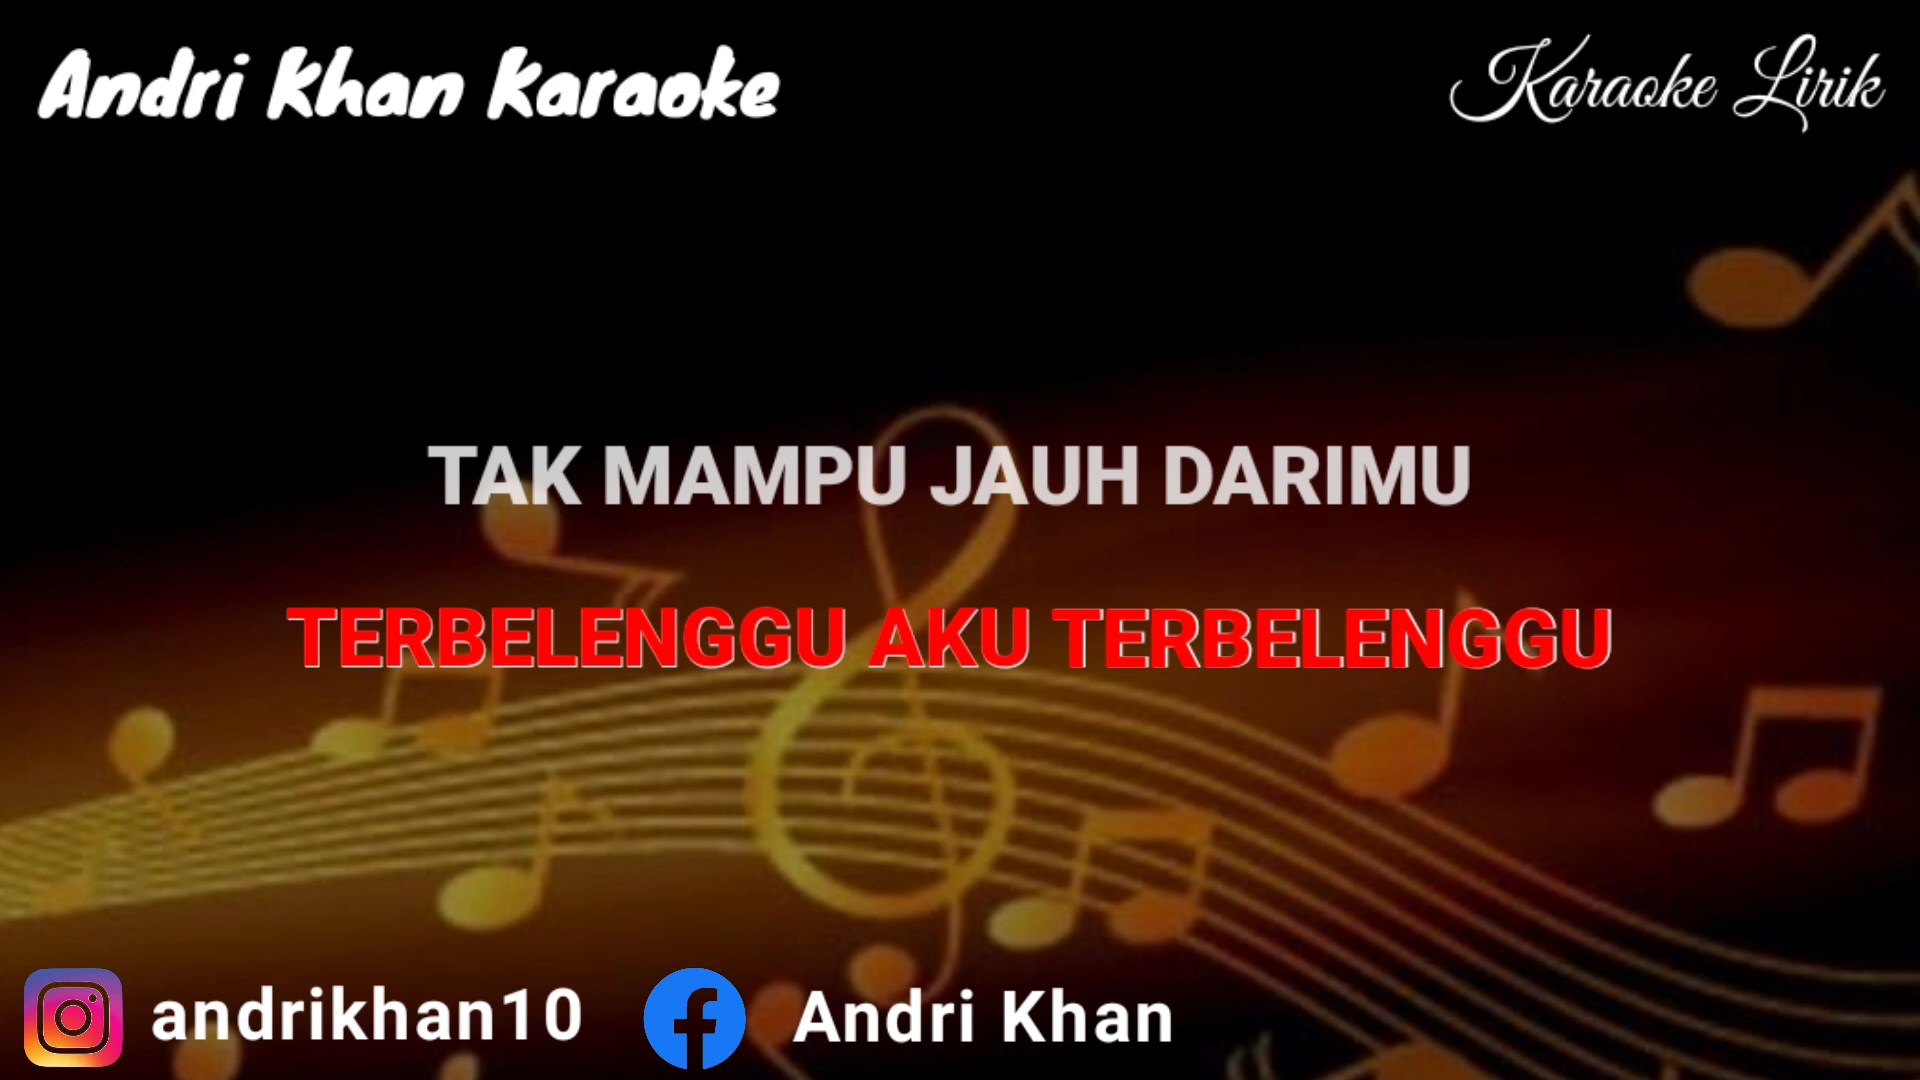 Andri Khan Karaoke
Karaoke Lirik
TAK MAMPU JAUH DARIMU
TERBELENGGU AKU TERBELENGGU
andrikhan10
Andri Khan